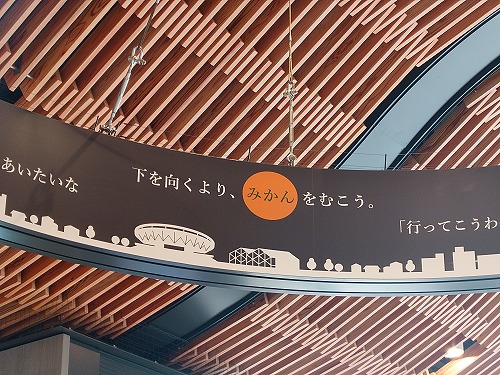 あいたいな
下を向くより、みかんをむこう。
「行ってこうわ